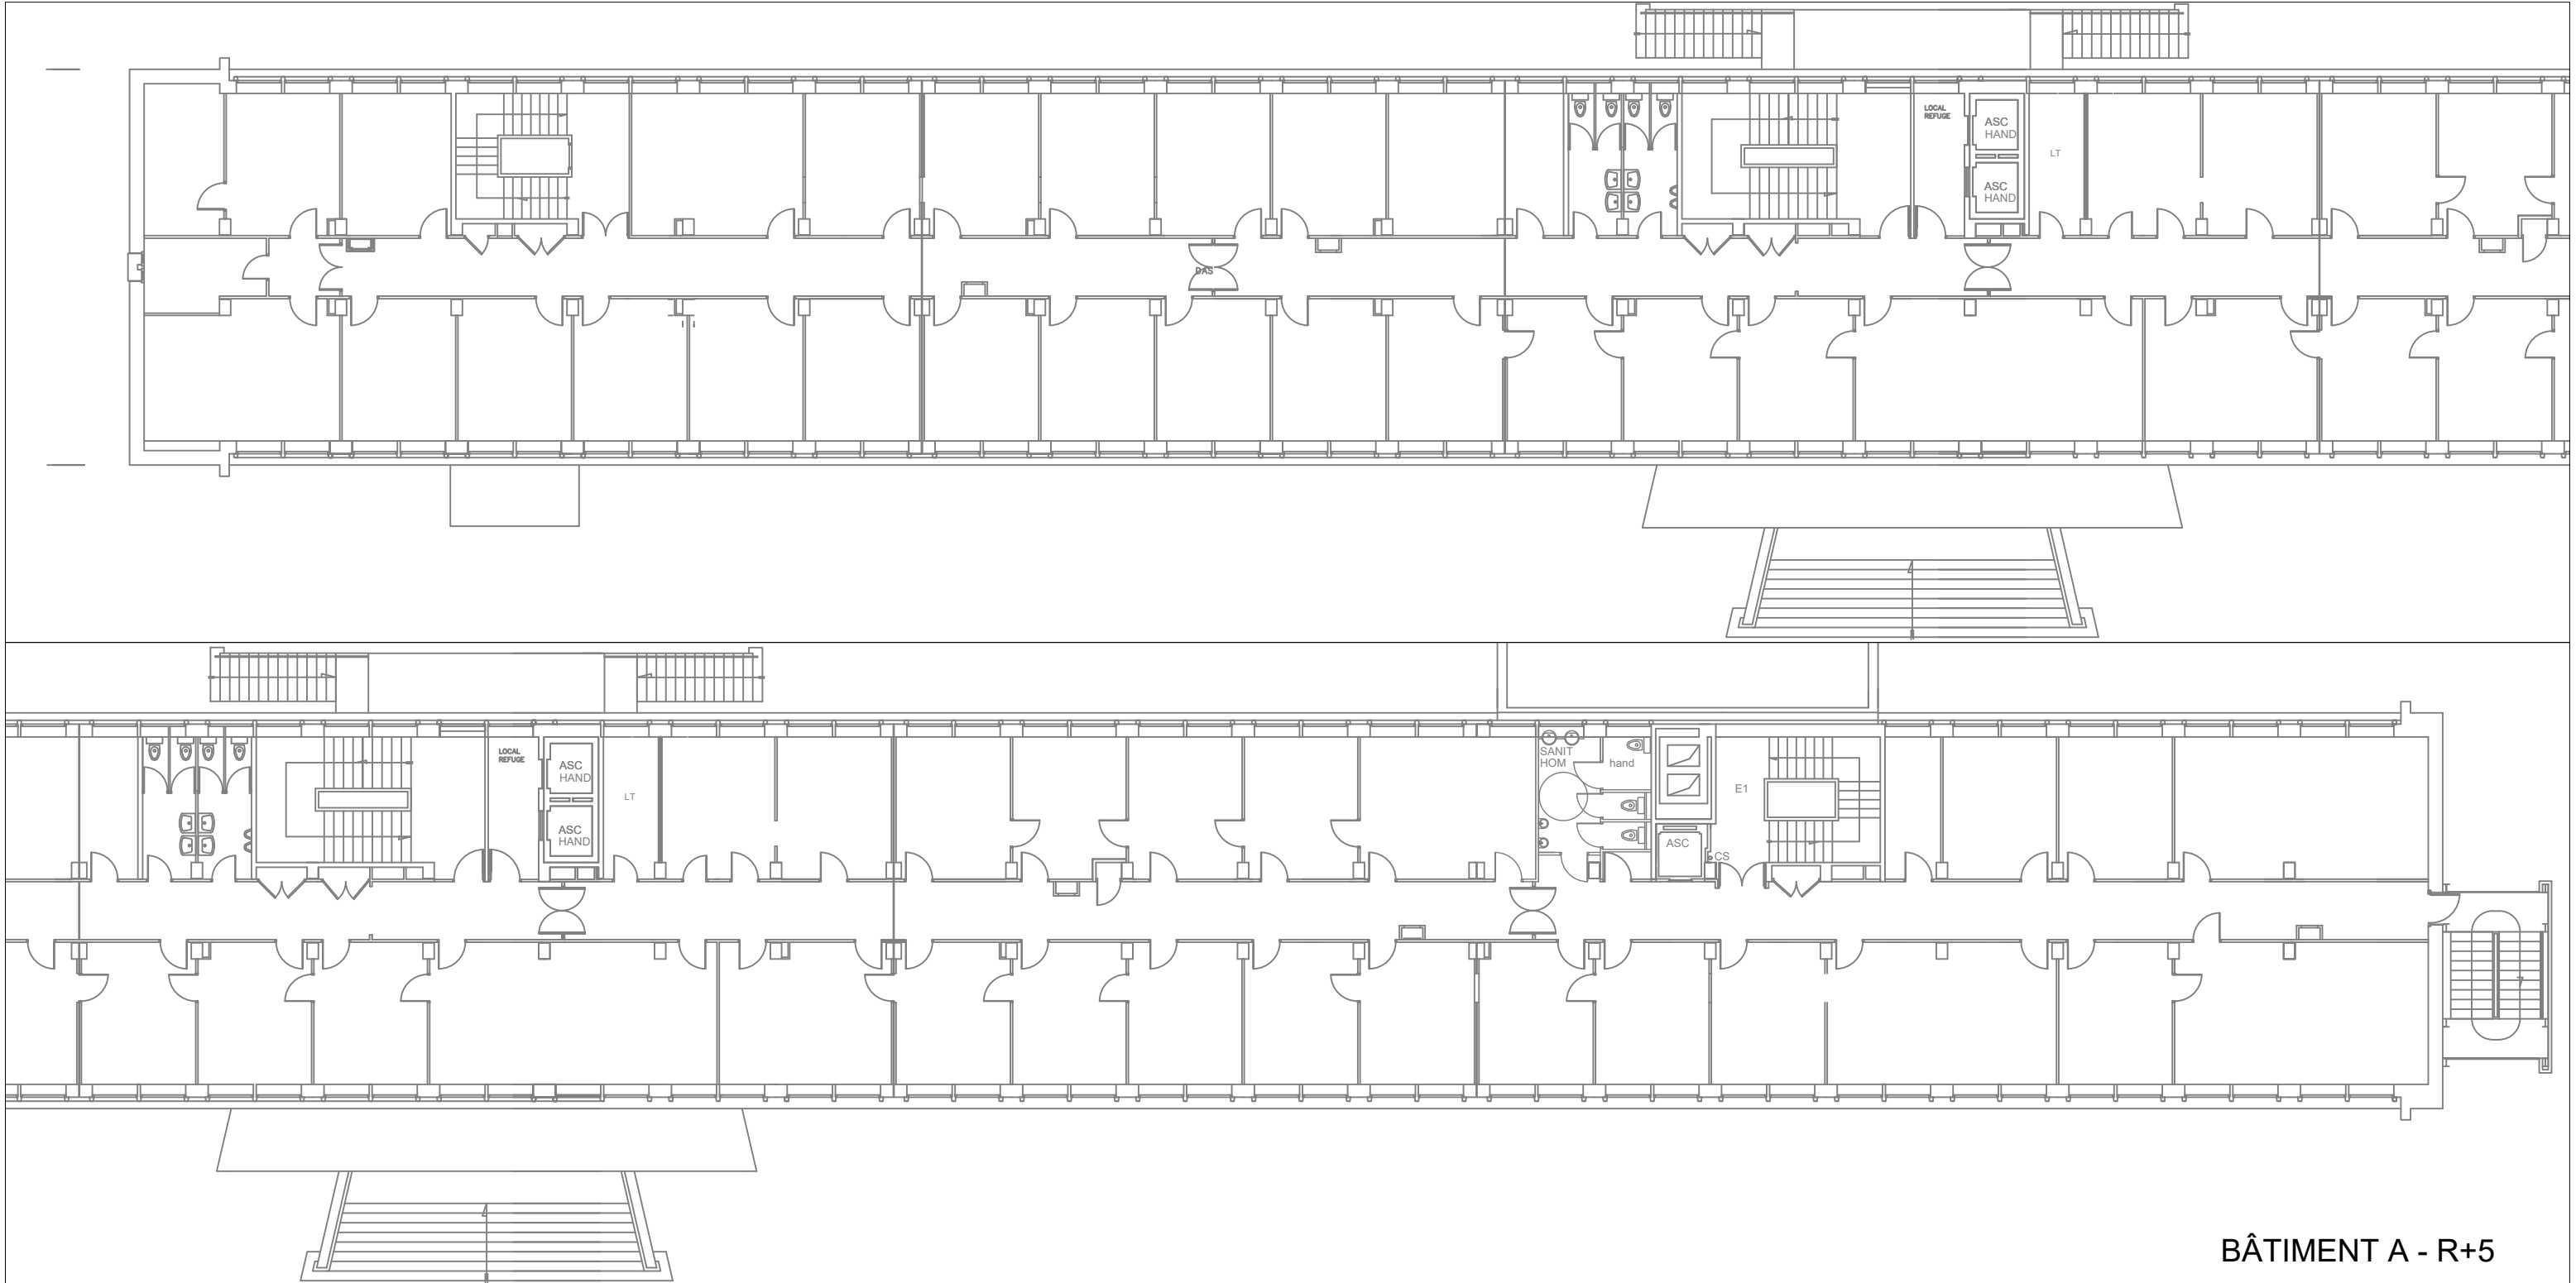 LOCAL
REFUGE
ASC
HAND
ASC
HAND
LT
DAS
LOCAL
REFUGE
ASC
HAND
ASC
HAND
LT
SANIT
HOM
hand
E1
ASC
CS
BÂTIMENT A - R+5